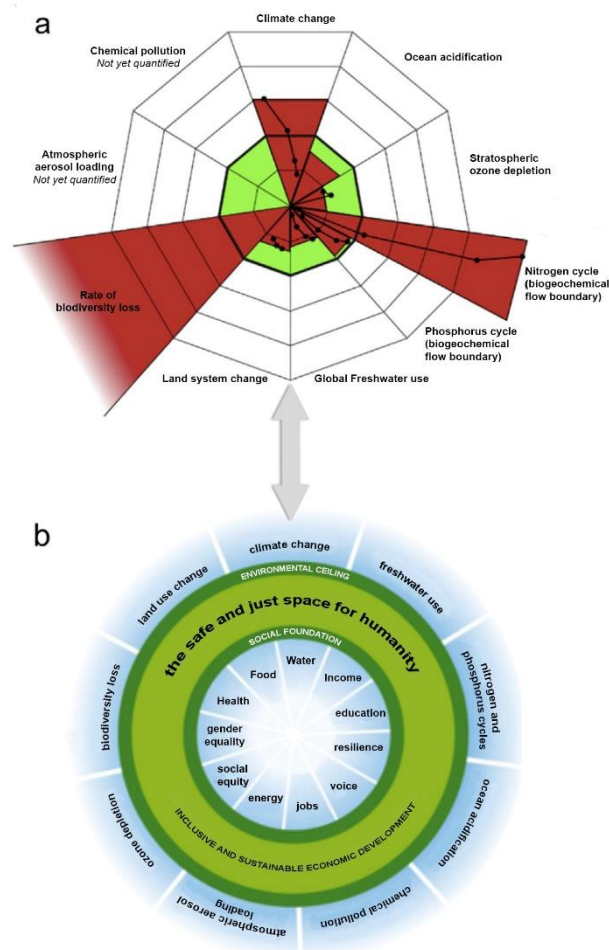 a
Climate change
Chemical pollution
Not yet quantified
Ocean acidification
Atmospheric
aerosol loading
Not yet quantified
Stratospheric
ozone depletion
Rate of
biodiversity loss
Nitrogen cycle
(biogeochemical
flow boundary)
Phosphorus cycle
(biogeochemical
flow boundary)
Land system change
Global Freshwater use
b
climate change
freshwater use
nitrogen and
phosphorus cycles
ocean acidification
chemical pollution
atmospheric aerosol
loading
ozone depletion
biodiversity loss
land use change
ENVIRONMENTAL CEILING
the safe and just space for humanity
SOCIAL FOUNDATION
Water
Income
education
resilience
voice
jobs
energy
social
equity
gender
equality
Health
Food
INCLUSIVE AND SUSTAINABLE ECONOMIC DEVELOPMENT